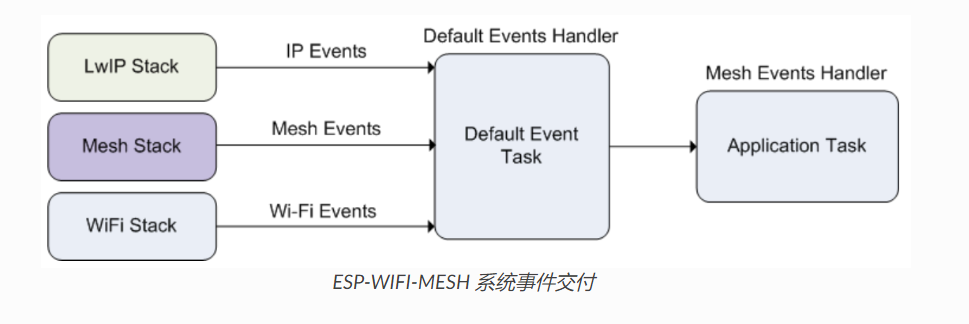 LwIP Stack
IP Events
Default Events Handler
Mesh Events Handler
Mesh Stack
Mesh Events
Default Event
Task
Application Task
WiFi Stack
Wi-Fi Events
ESP-WIFI-MESH 系统事件交付